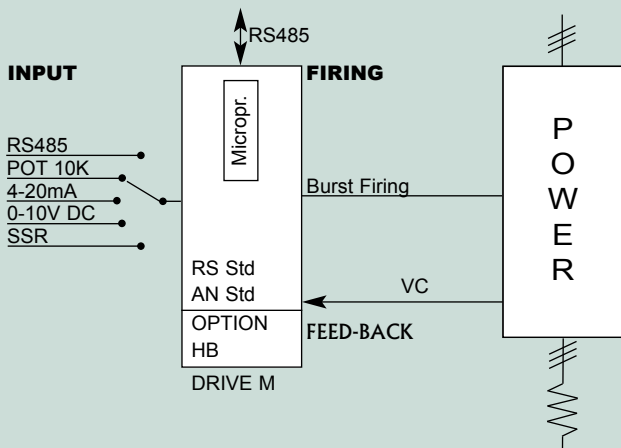 RS485
INPUT
FIRING
Micropr.
RS485
POT 10K
4-20mA
0-10V DC
SSR
Burst Firing
POWER
RS Std
AN Std
VC
OPTION
HB
FEED-BACK
DRIVE M